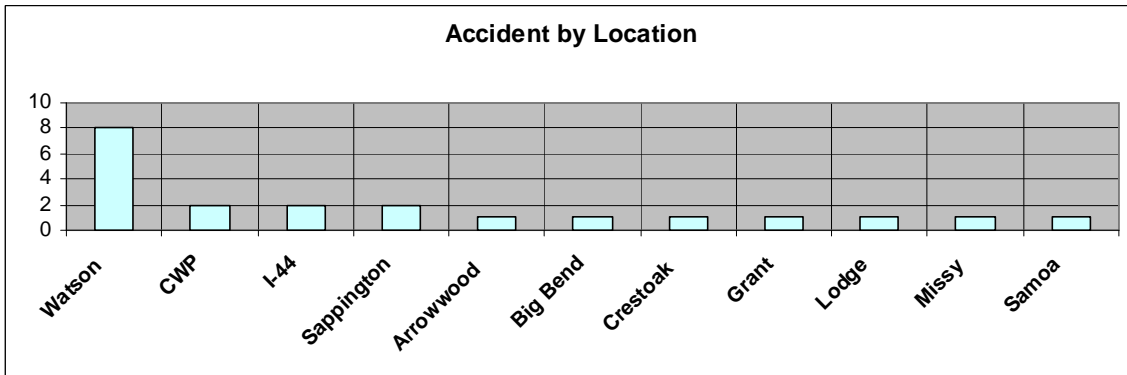 Accident by Location
10
8
6
4
2
0
Watson
CWP
I-44
Sappington
Arrowwood
Big Bend
Crestoak
Grant
Lodge
Missy
Samoa